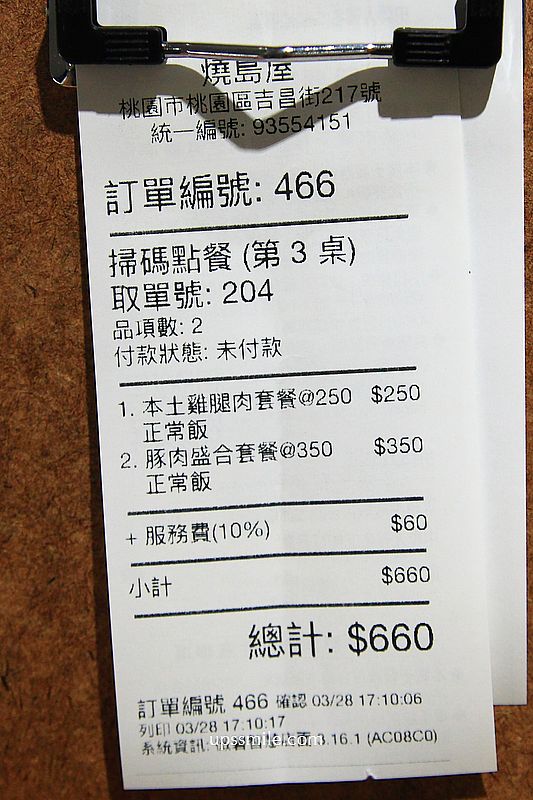 燒島屋
桃園市桃園區吉昌街217號
統一編號: 93554151
訂單編號: 466
掃碼點餐 (第 3 桌)
取單號: 204
品項數: 2
付款狀態: 未付款
1. 本土雞腿肉套餐@250 $250
正常飯
2. 豚肉盛合套餐@350 $350
正常飯
+ 服務費(10%) $60
小計 $660
總計: $660
訂單編號 466 確認 03/28 17:10:06
列印 03/28 17:10:17
系統資訊: 3.16.1 (AC08C0)
upssmile.com